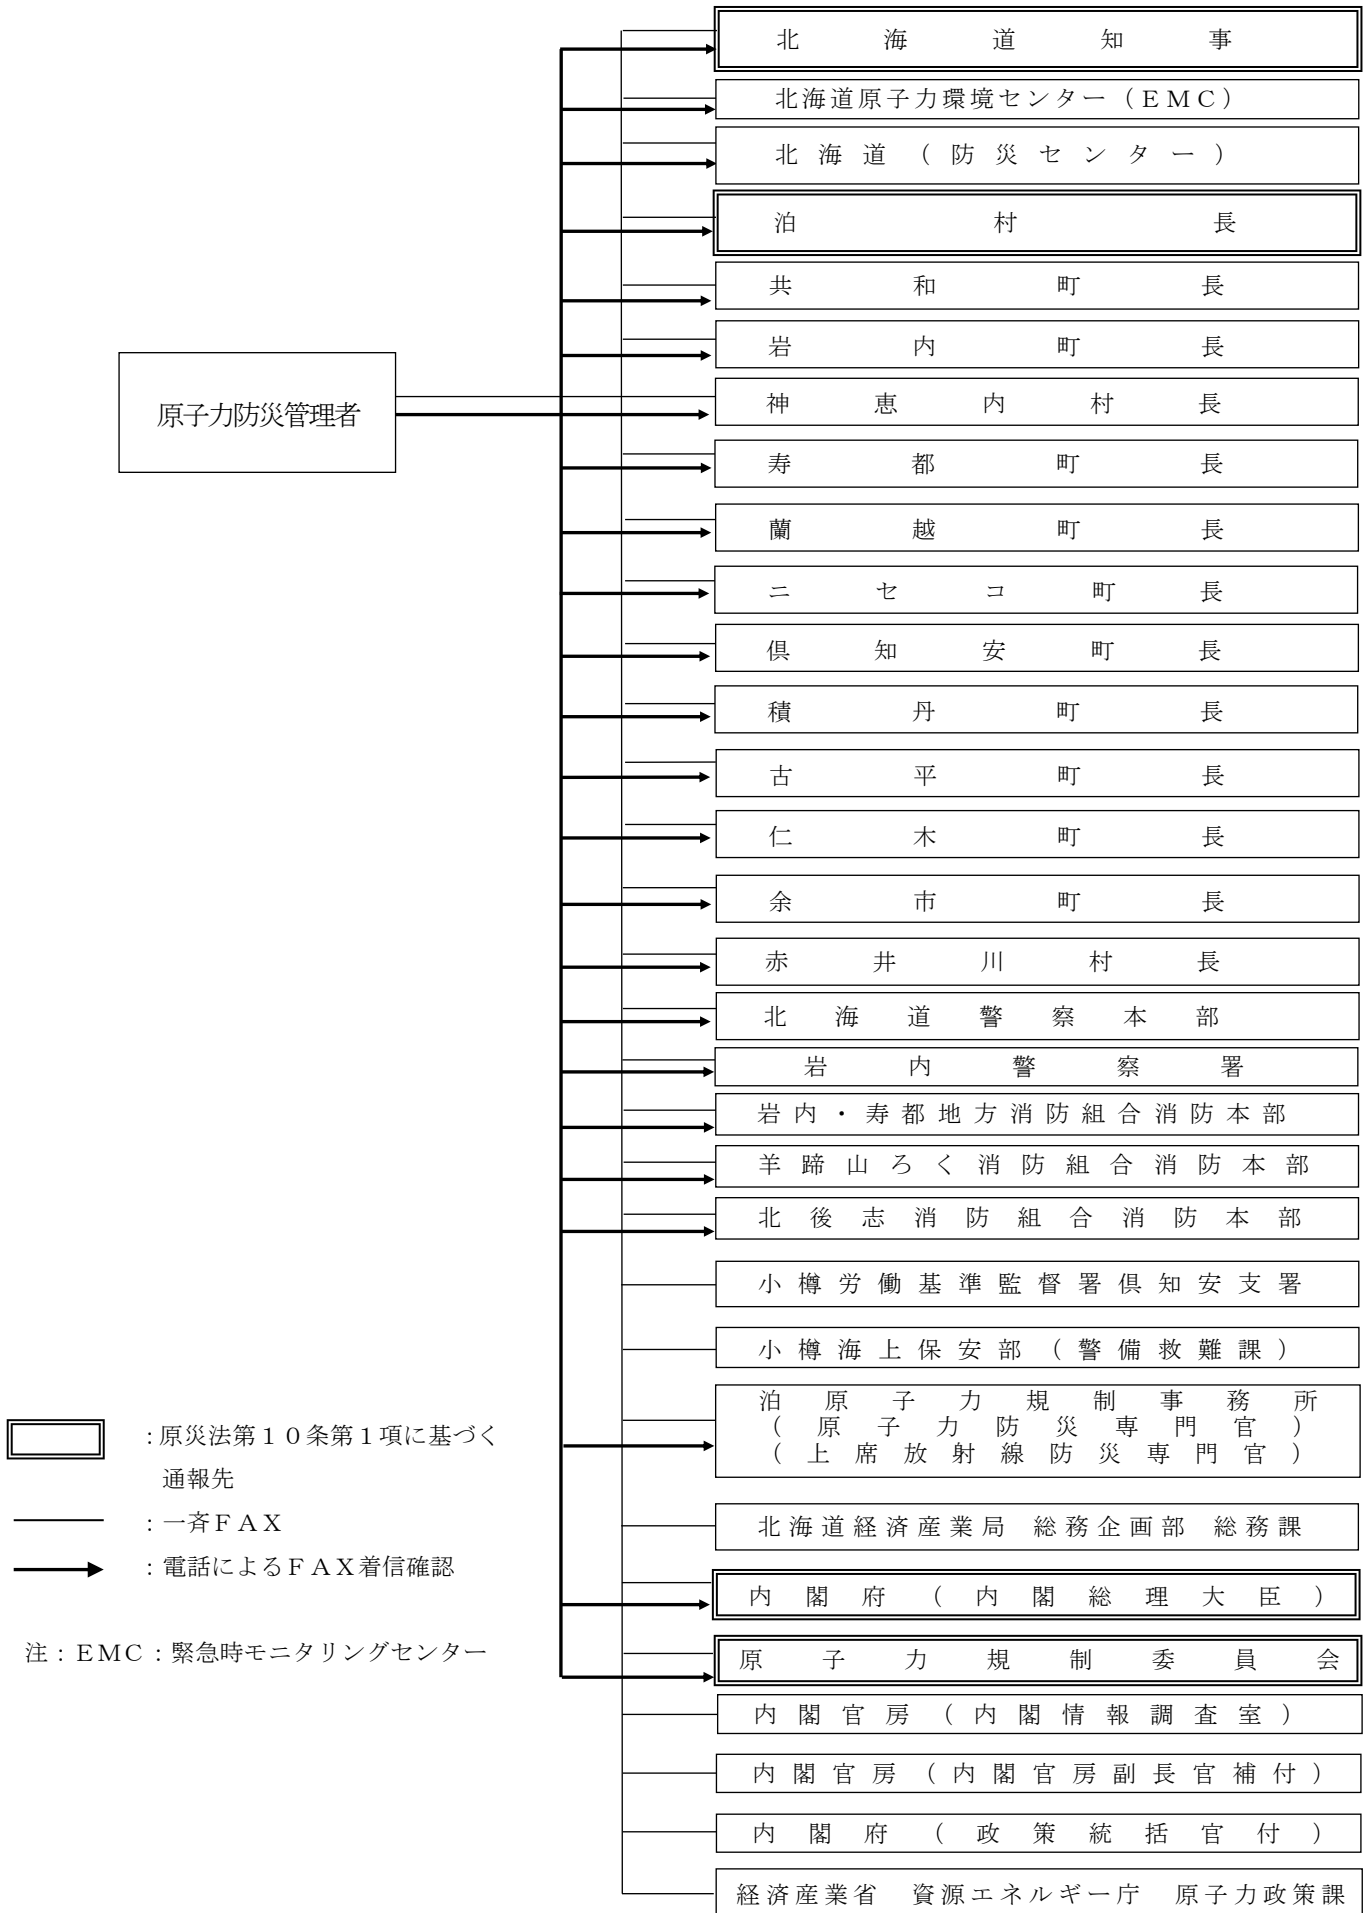 北海道知事
北海道原子力環境センター（ＥＭＣ）
北海道（防災センター）
泊村長
共和町長
岩内町長
原子力防災管理者
神恵内村長
寿都町長
蘭越町長
ニセコ町長
倶知安町長
積丹町長
古平町長
仁木町長
余市町長
赤井川村長
北海道警察本部
岩内警察署
岩内・寿都地方消防組合消防本部
羊蹄山ろく消防組合消防本部
北後志消防組合消防本部
小樽労働基準監督署倶知安支署
小樽海上保安部（警備救難課）
泊原子力規制事務所
（原子力防災専門官）
（上席放射線防災専門官）
北海道経済産業局　総務企画部　総務課
内閣府（内閣総理大臣）
原子力規制委員会
内閣官房（内閣情報調査室）
内閣官房（内閣官房副長官補付）
内閣府（政策統括官付）
経済産業省　資源エネルギー庁　原子力政策課
：原災法第１０条第１項に基づく
通報先
：一斉ＦＡＸ
：電話によるＦＡＸ着信確認
注：ＥＭＣ：緊急時モニタリングセンター